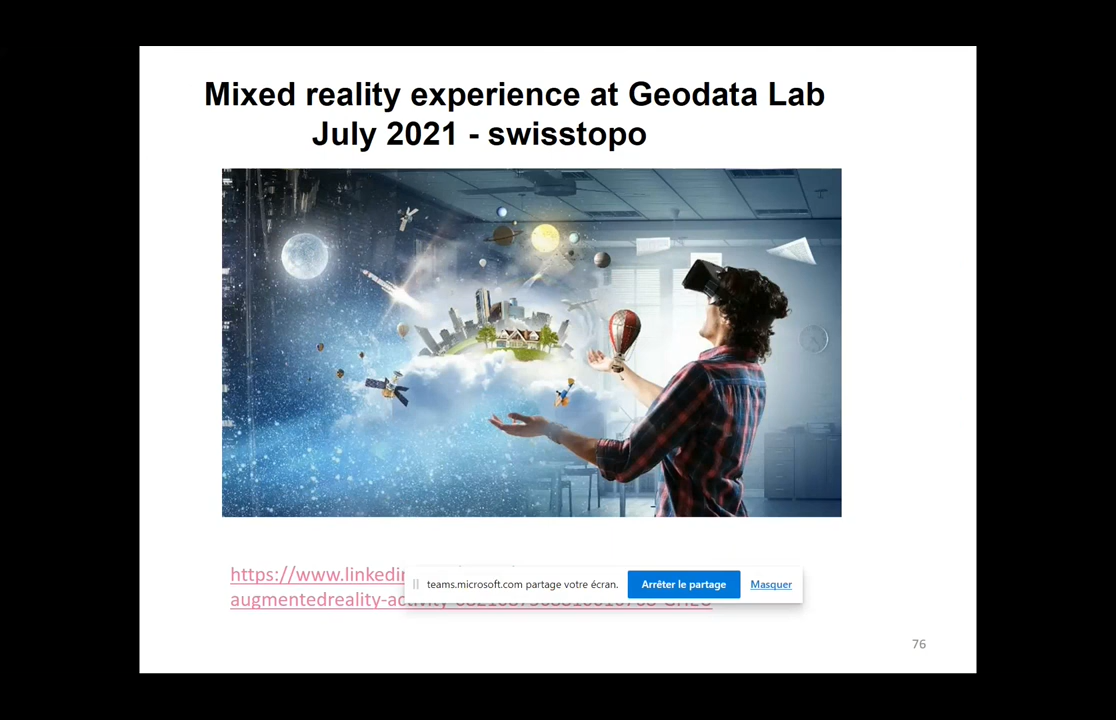 Mixed reality experience at Geodata Lab
July 2021 - swisstopo
https://www.linkedin
teams.microsoft.com partage votre écran.
Arrêter le partage
Masquer
augmentedreality-activity-
76